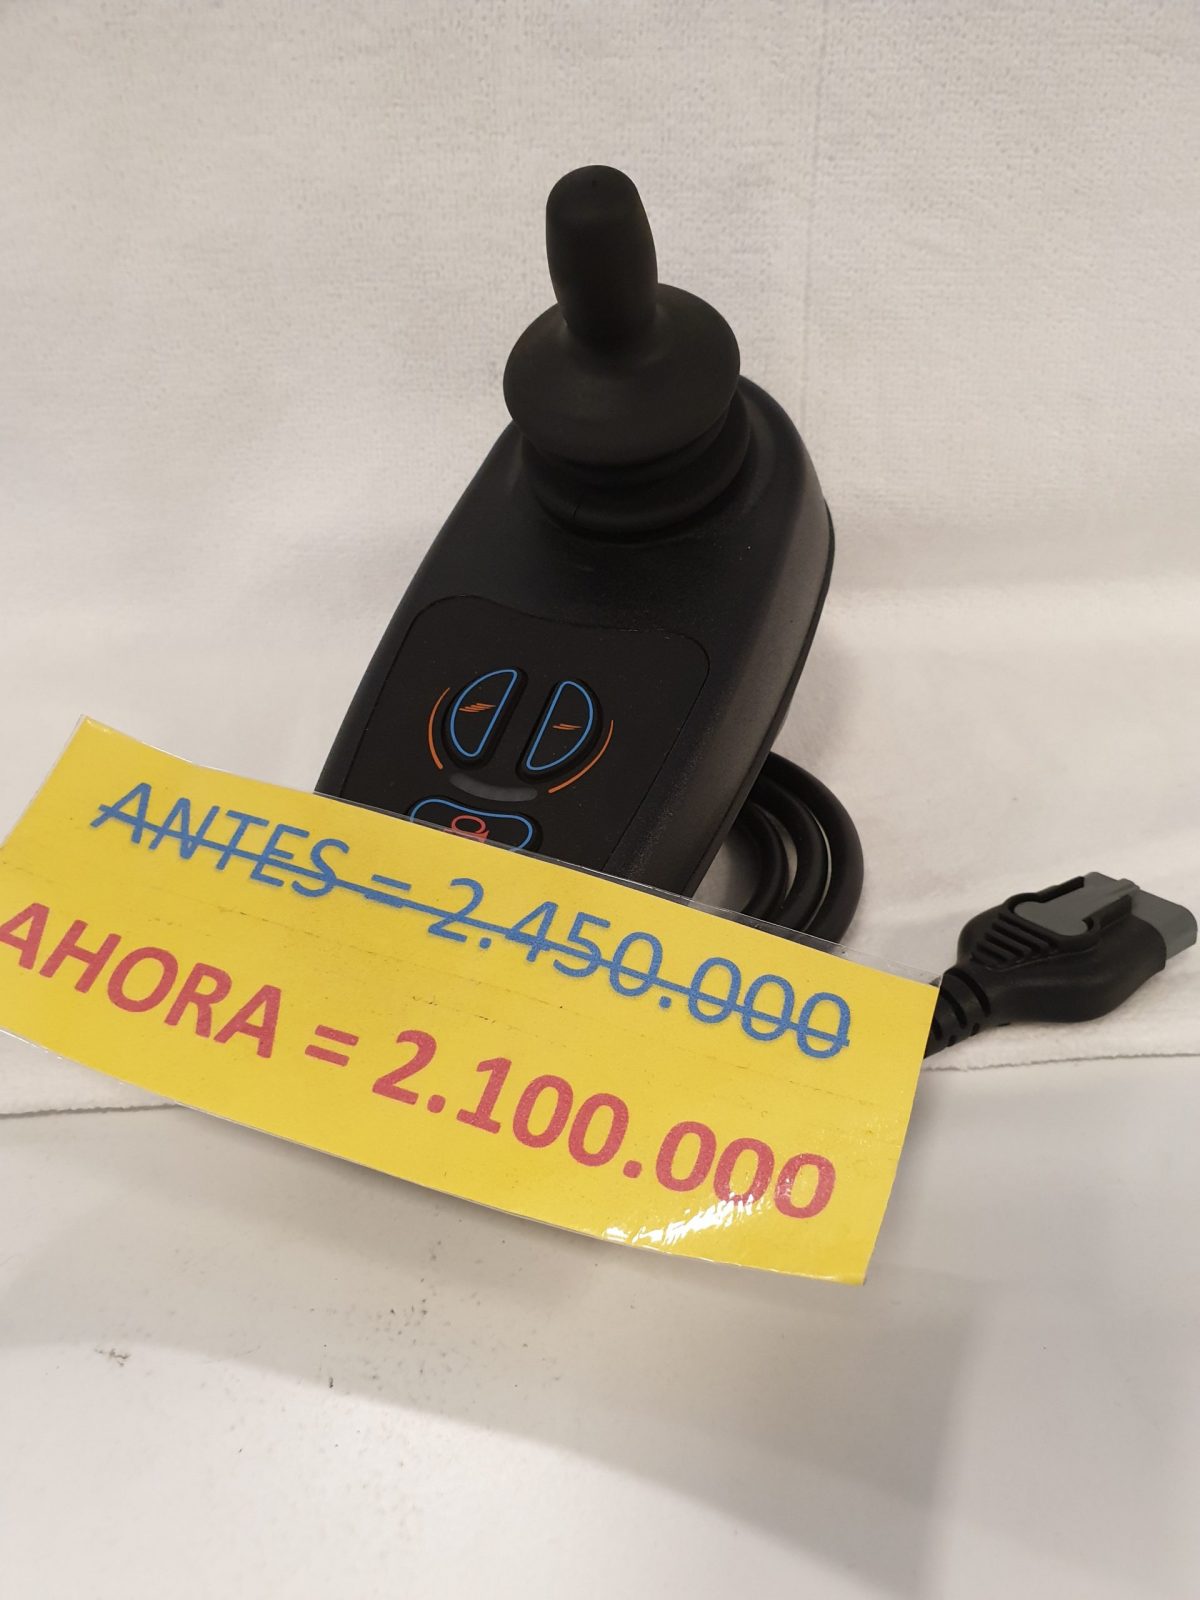 ANTES = 2.450.000
AHORA = 2.100.000